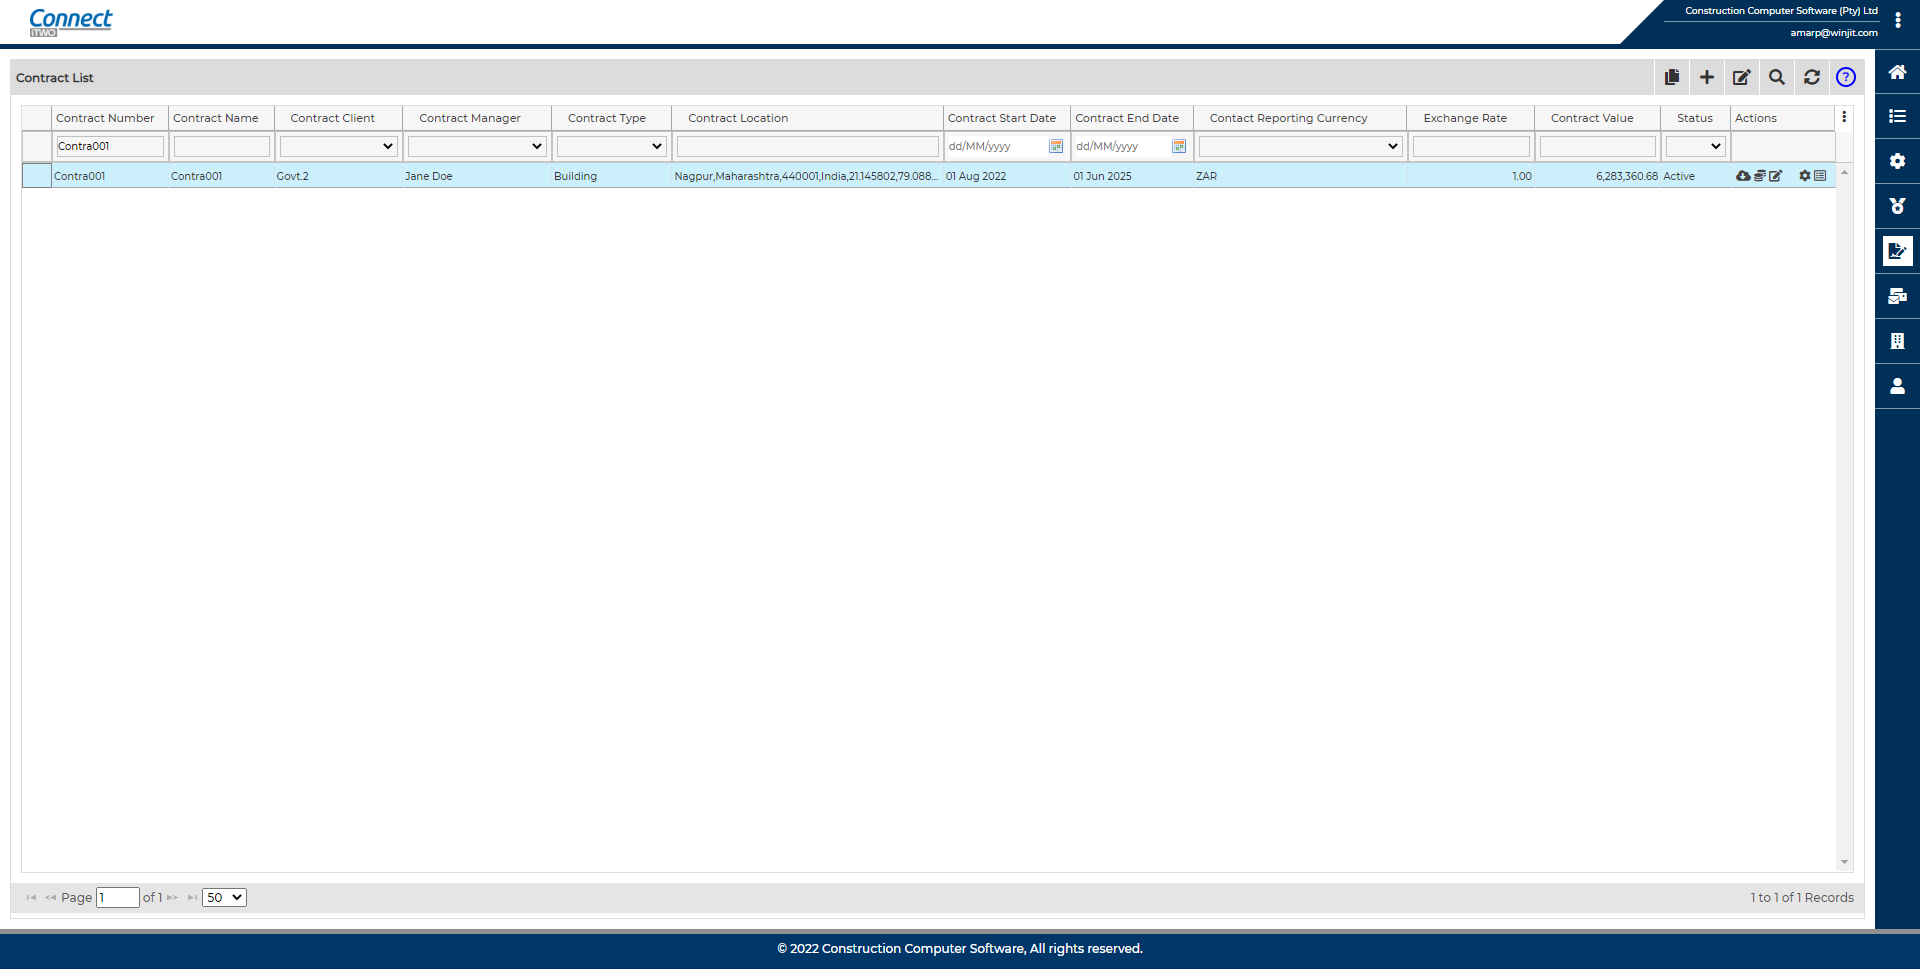 Connect
iTWO
Construction Computer Software (Pty) Ltd
amarp@winjit.com
Contract List
?
Contract Number Contract Name Contract Client Contract Manager Contract Type Contract Location Contract Start Date Contract End Date Contact Reporting Currency Exchange Rate Contract Value Status Actions
Contra001 dd/MM/yyyy dd/MM/yyyy
Contra001 Contra001 Govt.2 Jane Doe Building Nagpur,Maharashtra,440001,India,21.145802,79.088... 01 Aug 2022 01 Jun 2025 ZAR 1.00 6,283,360.68 Active
Page 1 of 1 50 1 to 1 of 1 Records
© 2022 Construction Computer Software, All rights reserved.